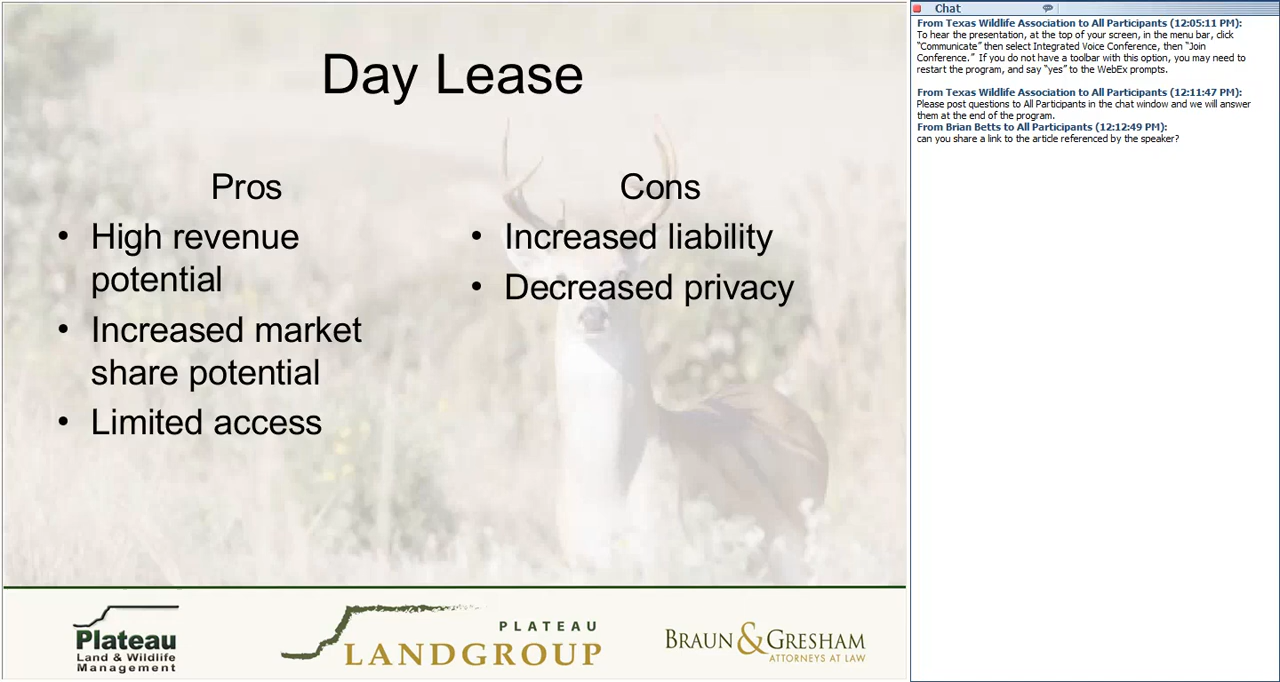 Day Lease
Pros
• High revenue
potential
• Increased market
share potential
• Limited access
Cons
• Increased liability
• Decreased privacy
Plateau
Land & Wildlife
Management
PLATEAU
LANDGROUP
BRAUN & GRESHAM
ATTORNEYS AT LAW
Chat
From Texas Wildlife Association to All Participants (12:05:11 PM):
To hear the presentation, at the top of your screen, in the menu bar, click
"Communicate" then select Integrated Voice Conference, then "Join
Conference." If you do not have a toolbar with this option, you may need to
restart the program, and say "yes" to the WebEx prompts.
From Texas Wildlife Association to All Participants (12:11:47 PM):
Please post questions to All Participants in the chat window and we will answer
them at the end of the program.
From Brian Betts to All Participants (12:12:49 PM):
can you share a link to the article referenced by the speaker?